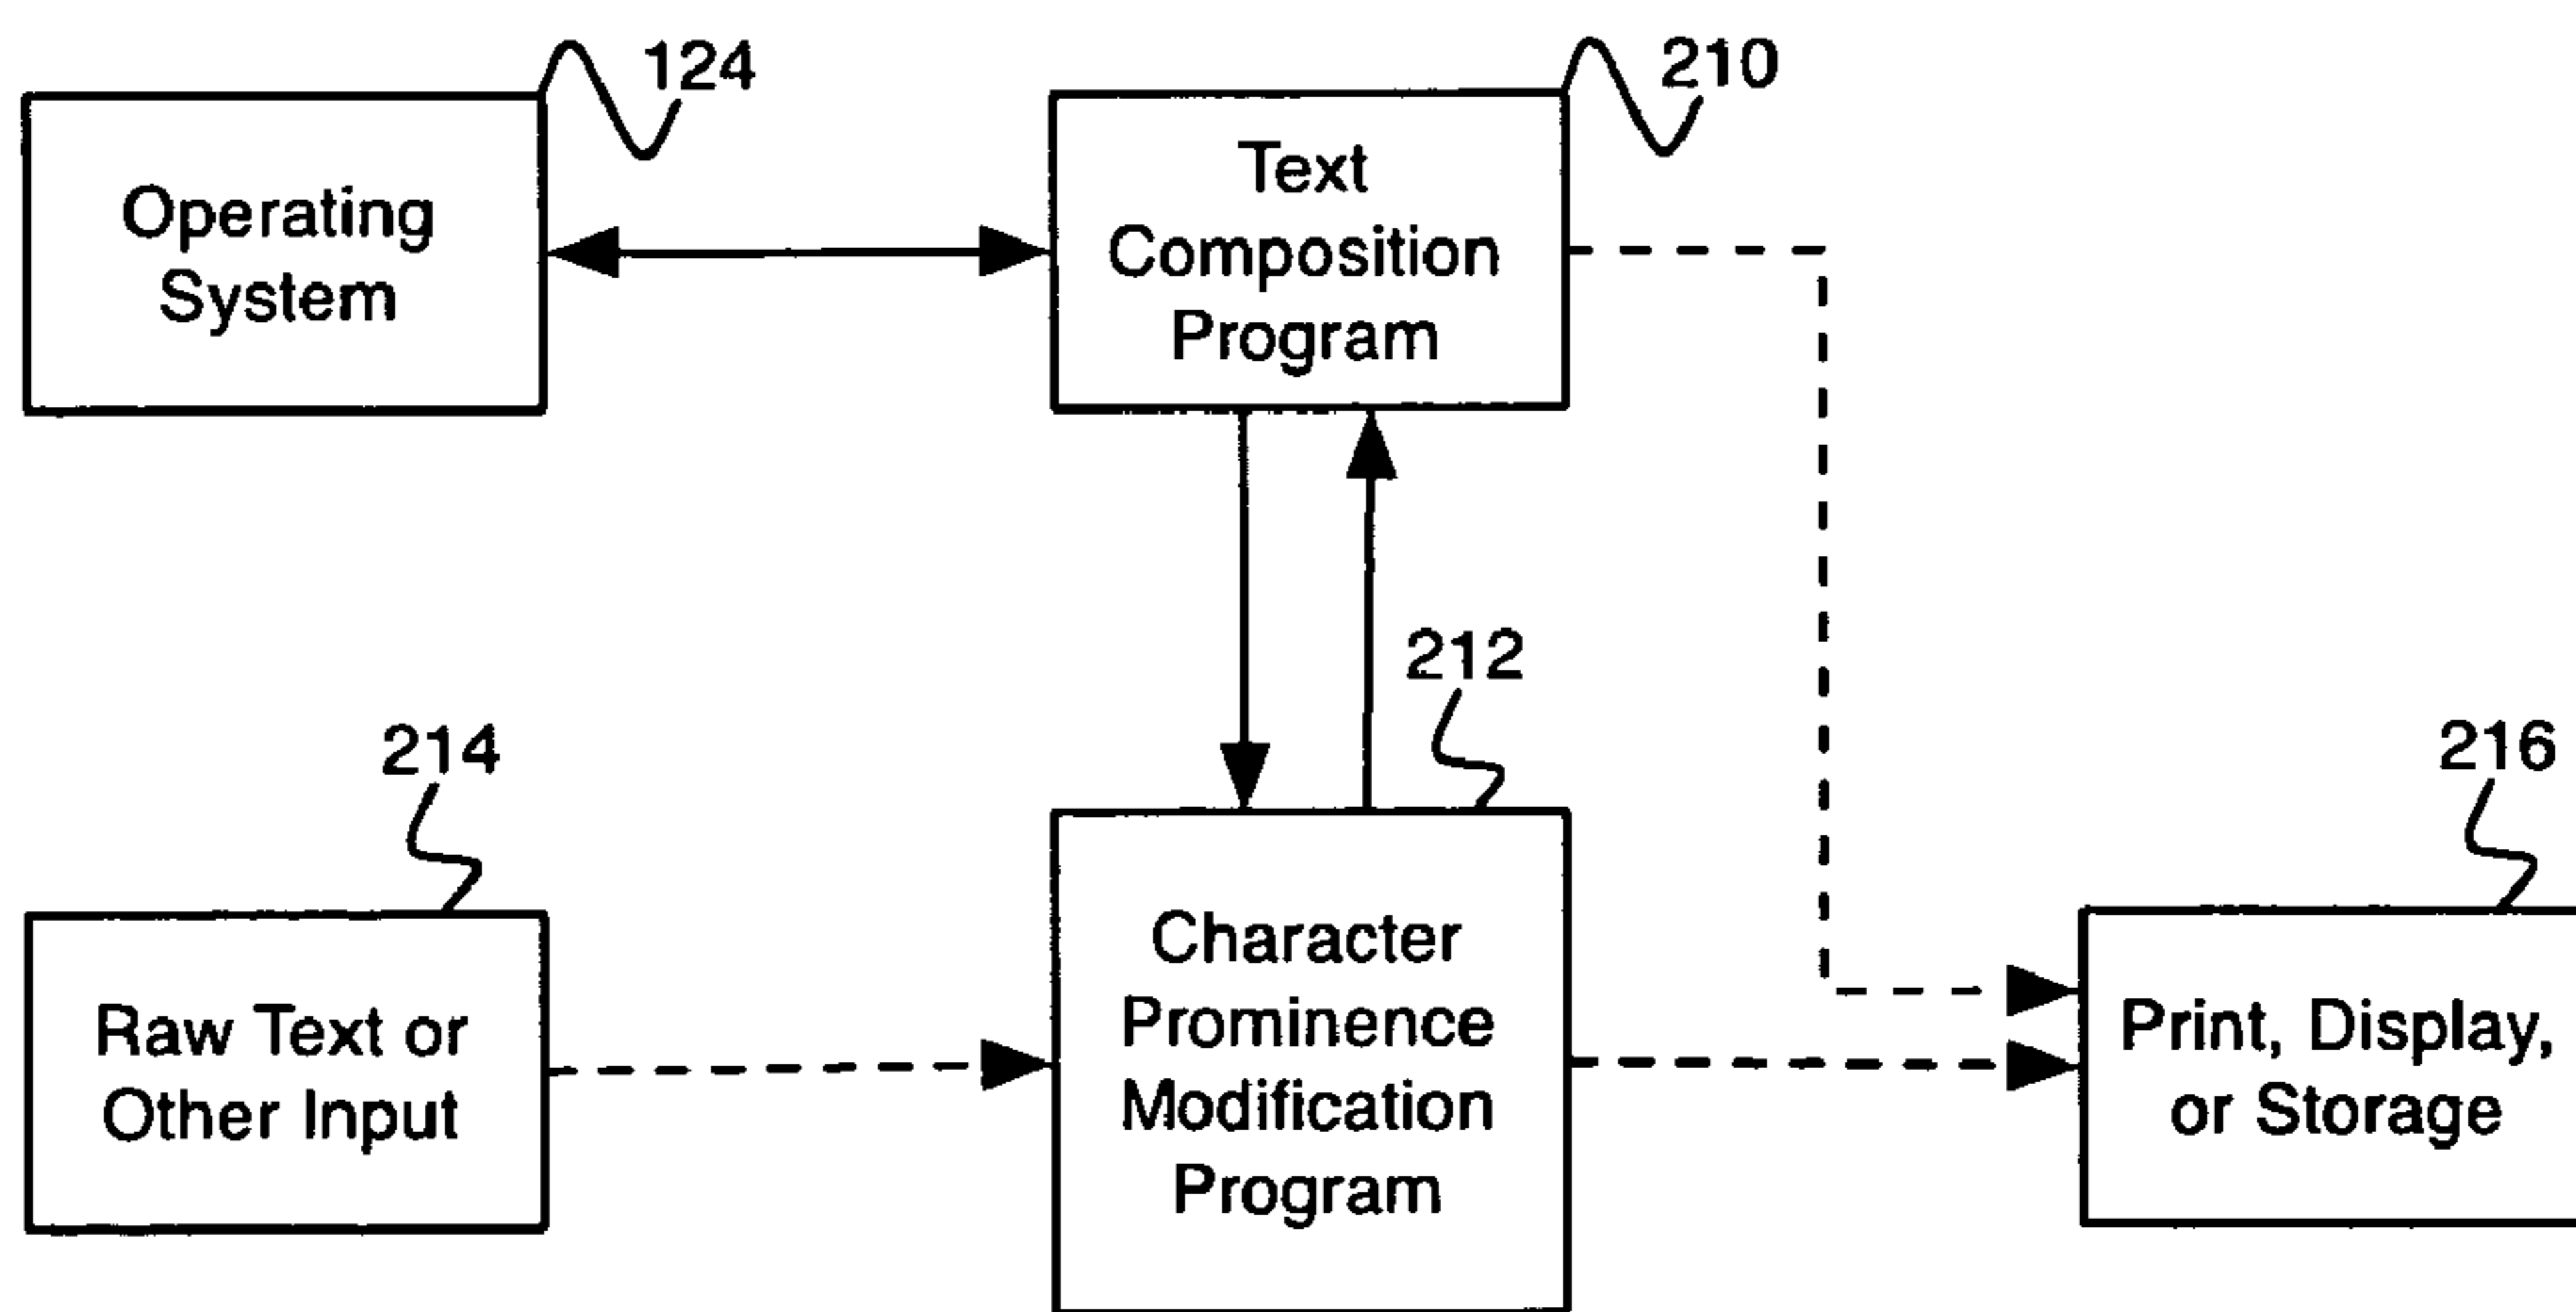 124
Operating
System
210
Text
Composition
Program
212
214
Raw Text or
Other Input
Character
Prominence
Modification
Program
216
Print, Display,
or Storage